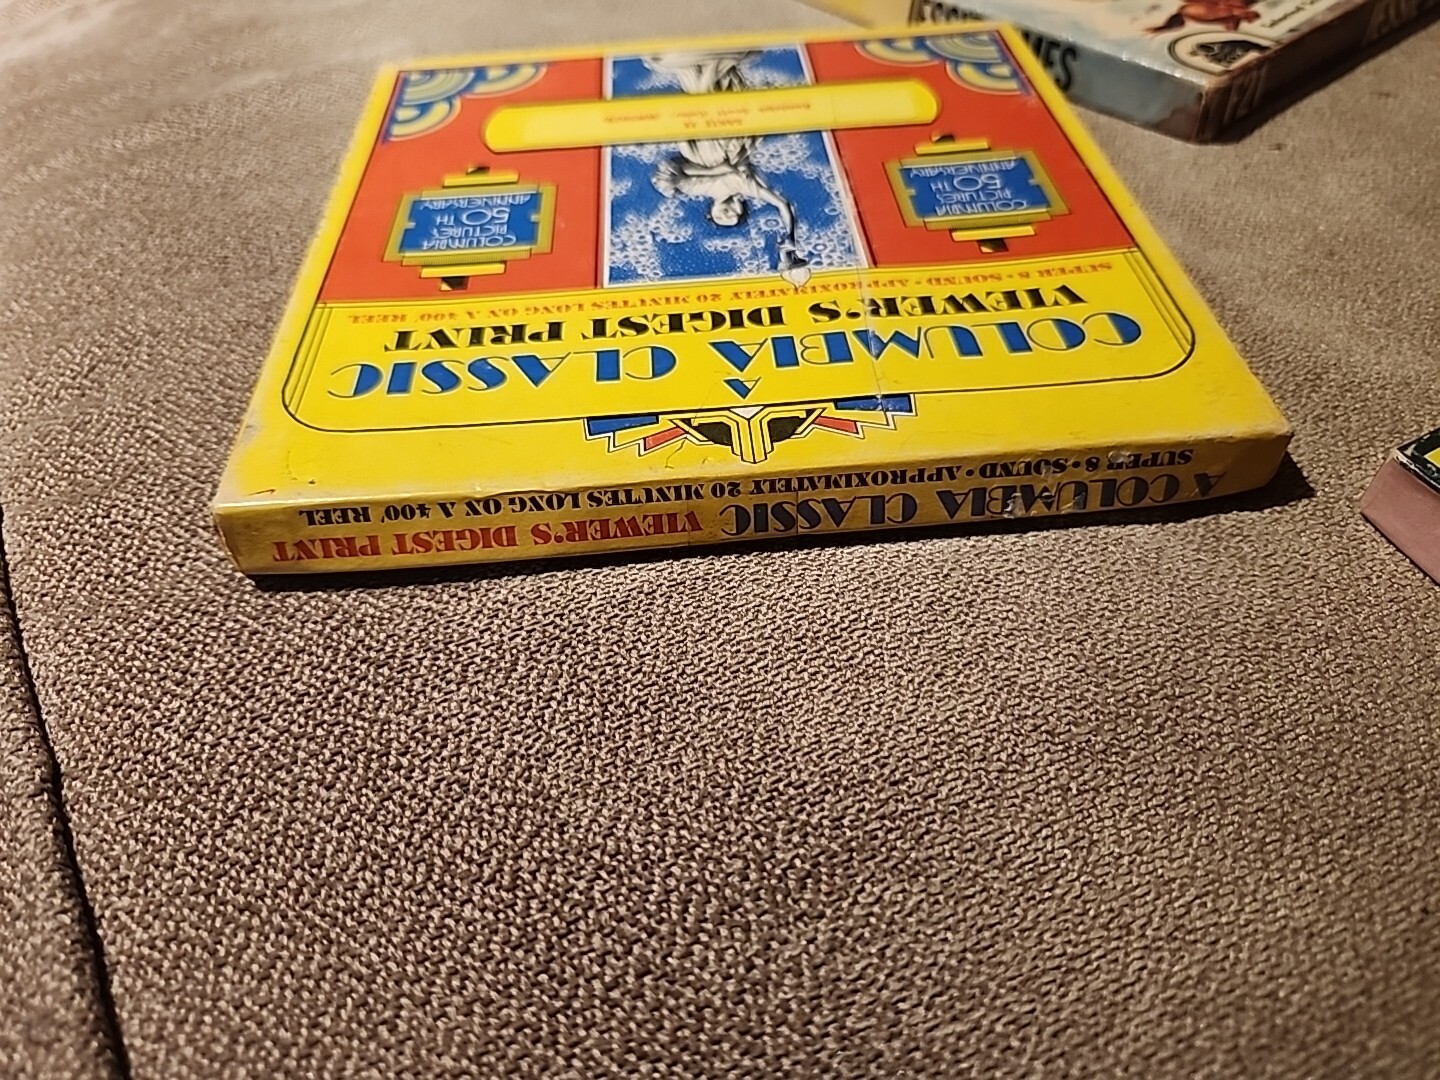 A
COLUMBIA CLASSIC
VIEWER'S DIGEST PRINT
SUPER 8 • SOUND • APPROXIMATELY 20 MINUTES LONG ON A 400' REEL
COLUMBIA
PICTURES
50TH
ANNIVERSARY
COLUMBIA
PICTURES
50TH
ANNIVERSARY
A COLUMBIA CLASSIC VIEWER'S DIGEST PRINT
SUPER 8 • SOUND • APPROXIMATELY 20 MINUTES LONG ON A 400' REEL